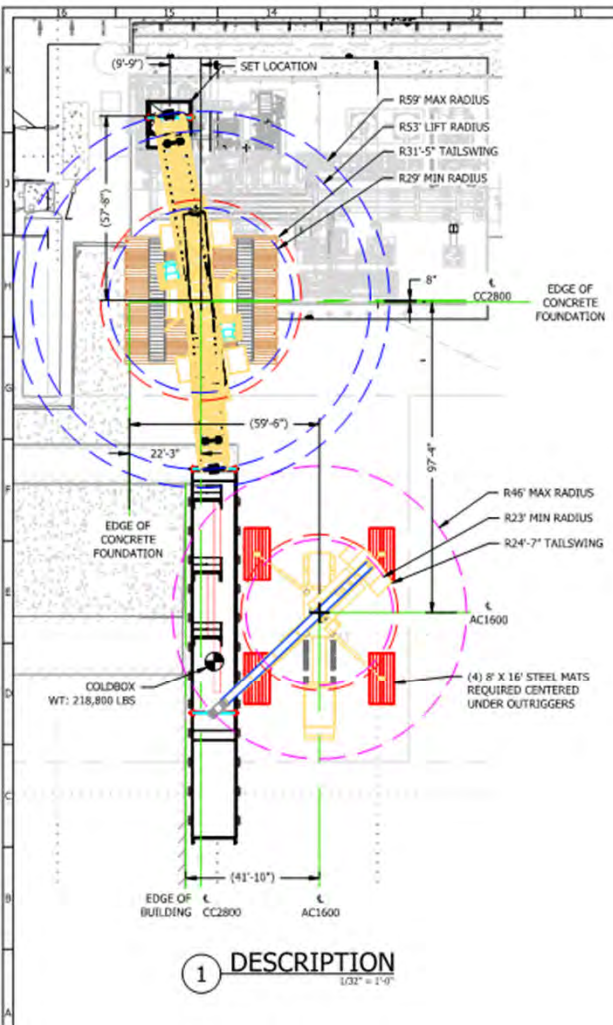 16 15 14 13 12 11
K
(9'-9")
SET LOCATION
R59' MAX RADIUS
R53' LIFT RADIUS
R31'-5" TAILSWING
R29' MIN RADIUS
J
(57'-8")
H
8"
℄
CC2800
EDGE OF
CONCRETE
FOUNDATION
G
(59'-6")
22'-3"
97'-4"
F
EDGE OF
CONCRETE
FOUNDATION
R46' MAX RADIUS
R23' MIN RADIUS
R24'-7" TAILSWING
E
℄
AC1600
COLDBOX
WT: 218,800 LBS
(4) 8' X 16' STEEL MATS
REQUIRED CENTERED
UNDER OUTRIGGERS
D
C
(41'-10")
B
EDGE OF
BUILDING
℄
CC2800
℄
AC1600
1 DESCRIPTION
1/32" = 1'-0"
A